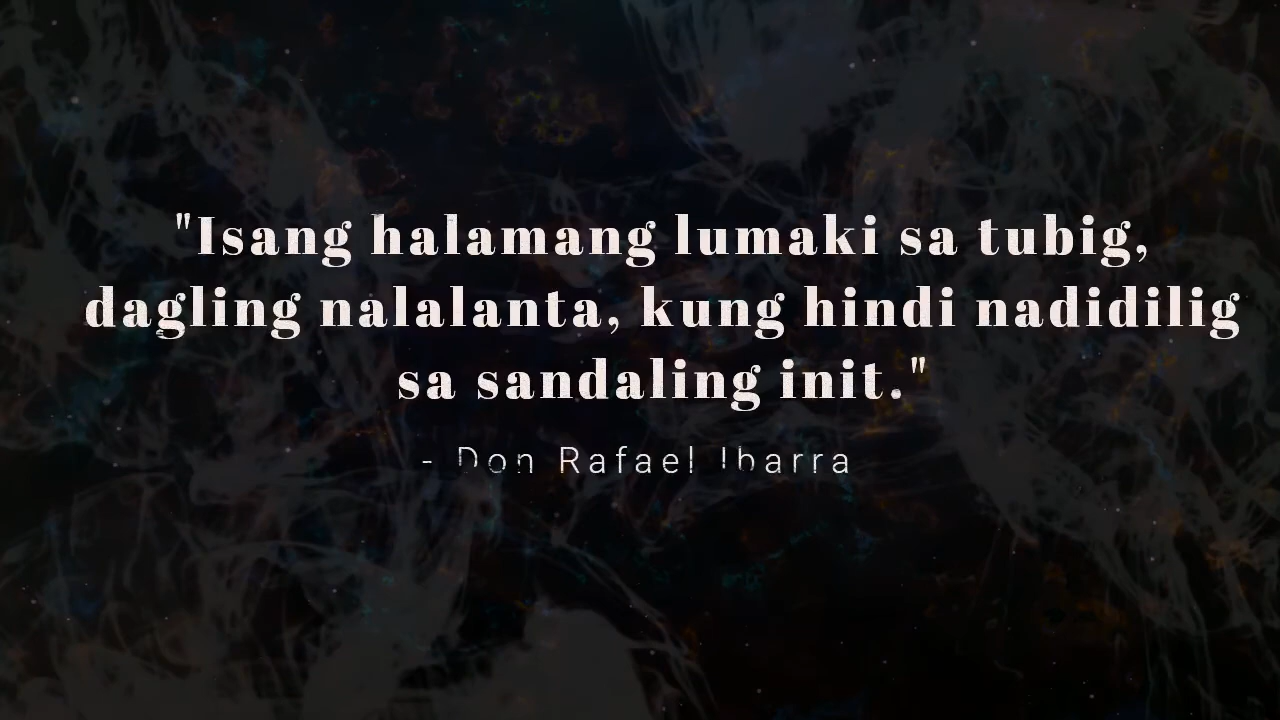 "Isang halamang lumaki sa tubig,
dagling nalalanta, kung hindi nadidilig
sa sandaling init."
- Don Rafael Ibarra